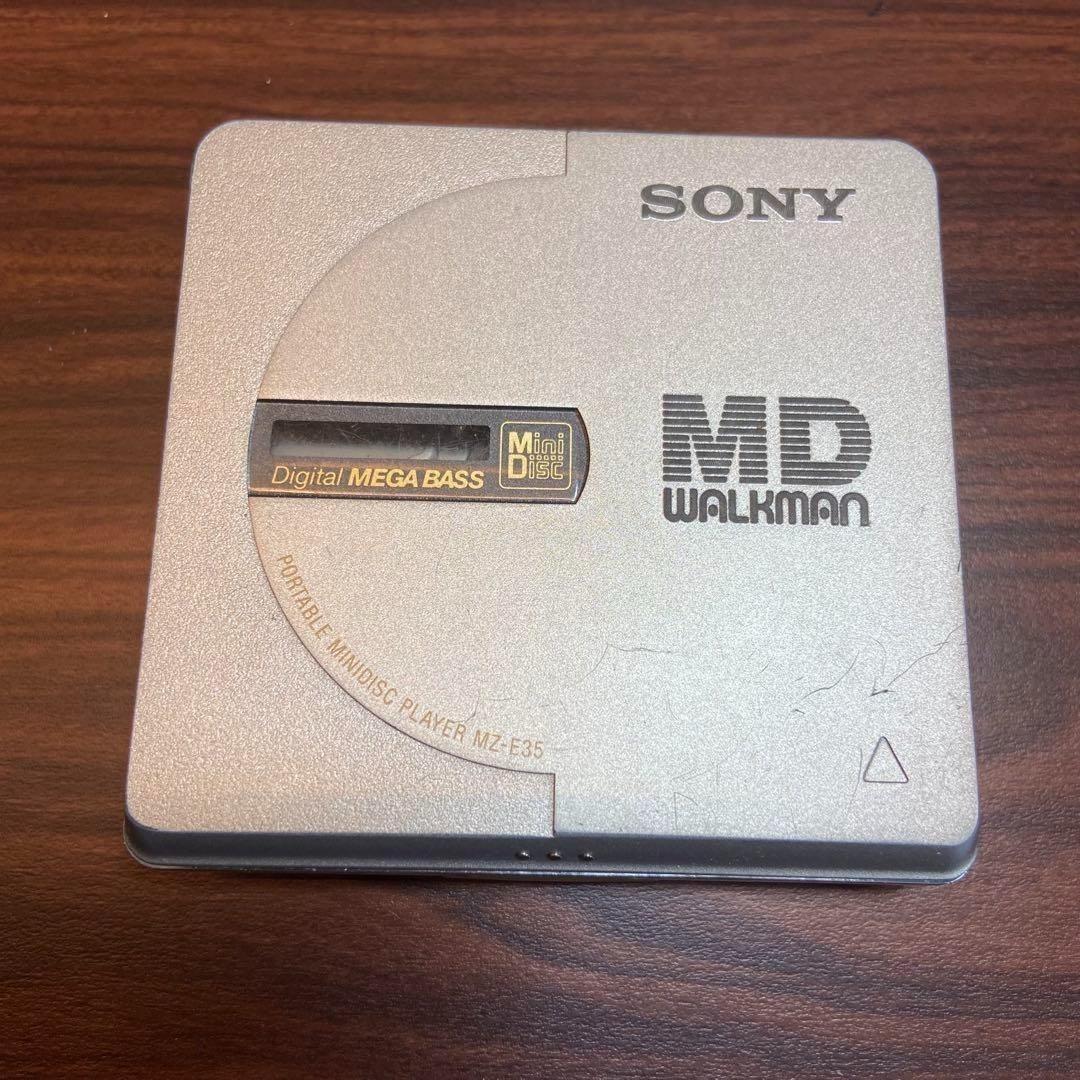 SONY
MD
WALKMAN
Mini
Disc
Digital MEGA BASS
PORTABLE MINIDISC PLAYER MZ-E35